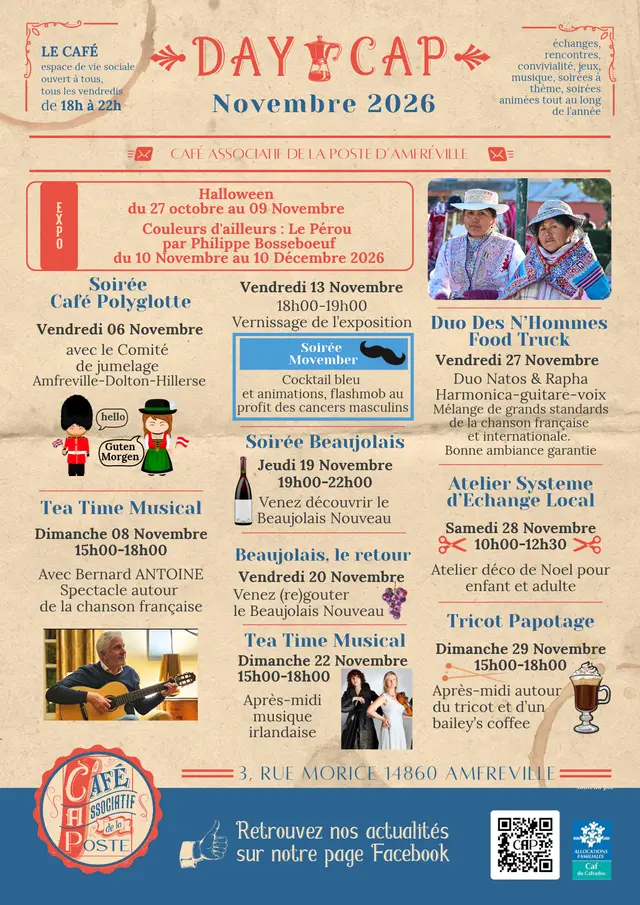 LE CAFÉ
espace de vie sociale
ouvert à tous,
tous les vendredis
de 18h à 22h
DAY CAP
Novembre 2026
échanges,
rencontres,
convivialité, jeux,
musique, soirées à
thème, soirées
animées tout au long
de l'année
CAFÉ ASSOCIATIF DE LA POSTE D'AMFRÉVILLE
EXPO
Halloween
du 27 octobre au 09 Novembre
Couleurs d'ailleurs : Le Pérou
par Philippe Bosseboeuf
du 10 Novembre au 10 Décembre 2026
Soirée
Café Polyglotte
Vendredi 06 Novembre
avec le Comité
de jumelage
Amfreville-Dolton-Hillerse
hello
Guten
Morgen
Tea Time Musical
Dimanche 08 Novembre
15h00-18h00
Avec Bernard ANTOINE
Spectacle autour
de la chanson française
Vendredi 13 Novembre
18h00-19h00
Vernissage de l'exposition
Soirée
Movember
Cocktail bleu
et animations, flashmob au
profit des cancers masculins
Soirée Beaujolais
Jeudi 19 Novembre
19h00-22h00
Venez découvrir le
Beaujolais Nouveau
Beaujolais, le retour
Vendredi 20 Novembre
Venez (re)gouter
le Beaujolais Nouveau
Tea Time Musical
Dimanche 22 Novembre
15h00-18h00
Après-midi
musique
irlandaise
Duo Des N'Hommes
Food Truck
Vendredi 27 Novembre
Duo Natos & Rapha
Harmonica-guitare-voix
Mélange de grands standards
de la chanson française
et internationale.
Bonne ambiance garantie
Atelier Systeme
d'Echange Local
Samedi 28 Novembre
10h00-12h30
Atelier déco de Noel pour
enfant et adulte
Tricot Papotage
Dimanche 29 Novembre
15h00-18h00
Après-midi autour
du tricot et d'un
bailey's coffee
3, RUE MORICE 14860 AMFREVILLE
CAFÉ
ASSOCIATIF
de la
POSTE
Retrouvez nos actualités
sur notre page Facebook
CAP
ALLOCATIONS
FAMILIALES
Caf
du Calvados